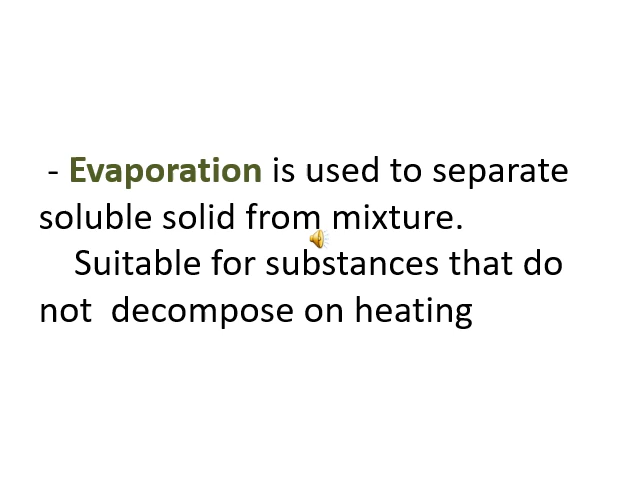 - Evaporation is used to separate
soluble solid from mixture.
Suitable for substances that do
not  decompose on heating